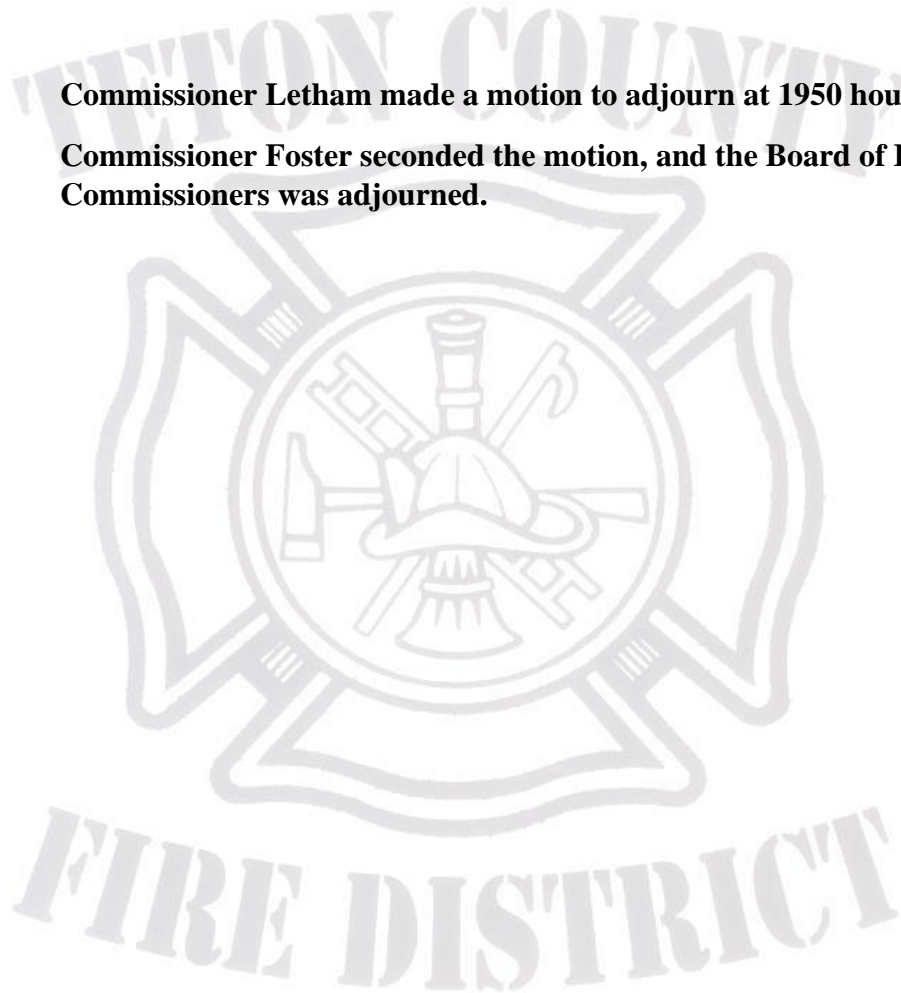 TETON COUNTY
Commissioner Letham made a motion to adjourn at 1950
Commissioner Foster seconded the motion, and the Board of
Commissioners was adjourned.
FIRE DISTRICT